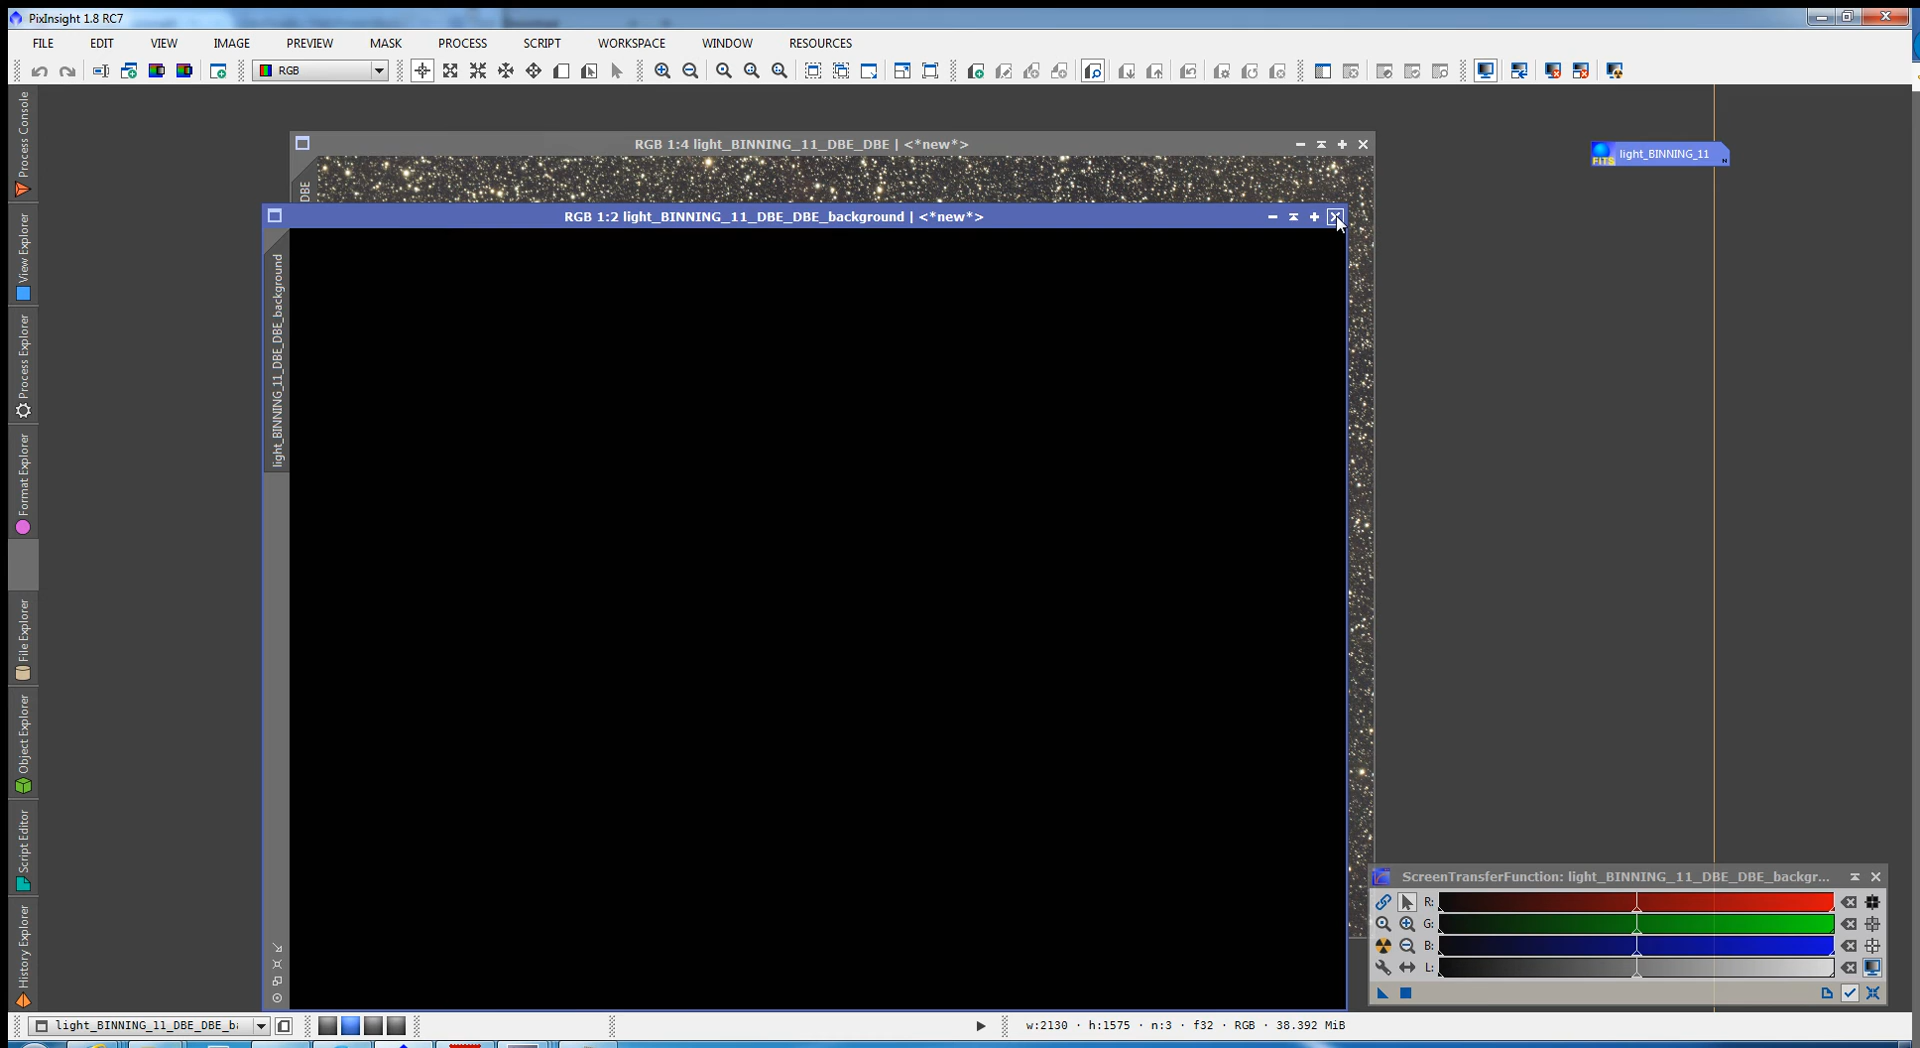 PixInsight 1.8 RC7
FILE EDIT VIEW IMAGE PREVIEW MASK PROCESS SCRIPT WORKSPACE WINDOW RESOURCES
RGB
Process Console
View Explorer
Process Explorer
Format Explorer
File Explorer
Object Explorer
Script Editor
History Explorer
RGB 1:4 light_BINNING_11_DBE_DBE | <*new*>
DBE
RGB 1:2 light_BINNING_11_DBE_DBE_background | <*new*>
light_BINNING_11_DBE_DBE_background
FITS light_BINNING_11
N
ScreenTransferFunction: light_BINNING_11_DBE_DBE_backgr...
R:
G:
B:
L:
light_BINNING_11_DBE_DBE_b
w:2130 · h:1575 · n:3 · f32 · RGB · 38.392 MiB